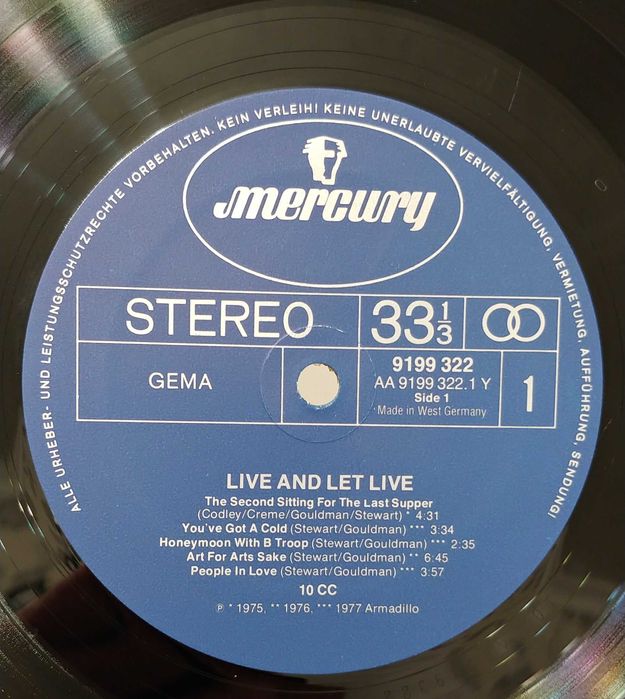 ALLE URHEBER- UND LEISTUNGSSCHUTZRECHTE VORBEHALTEN. KEIN VERLEIH! KEINE UNERLAUBTE VERVIELFÄLTIGUNG, VERMIETUNG, AUFFÜHRUNG, SENDUNG!
mercury
STEREO 33 1/3
GEMA
9199 322
AA 9199 322.1 Y
Side 1
Made in West Germany
1
LIVE AND LET LIVE
The Second Sitting For The Last Supper
(Codley/Creme/Gouldman/Stewart) * 4:31
You've Got A Cold (Stewart/Gouldman) *** 3:34
Honeymoon With B Troop (Stewart/Gouldman) *** 2:35
Art For Arts Sake (Stewart/Gouldman) ** 6:45
People In Love (Stewart/Gouldman) *** 3:57
10 CC
℗ * 1975, ** 1976, *** 1977 Armadillo